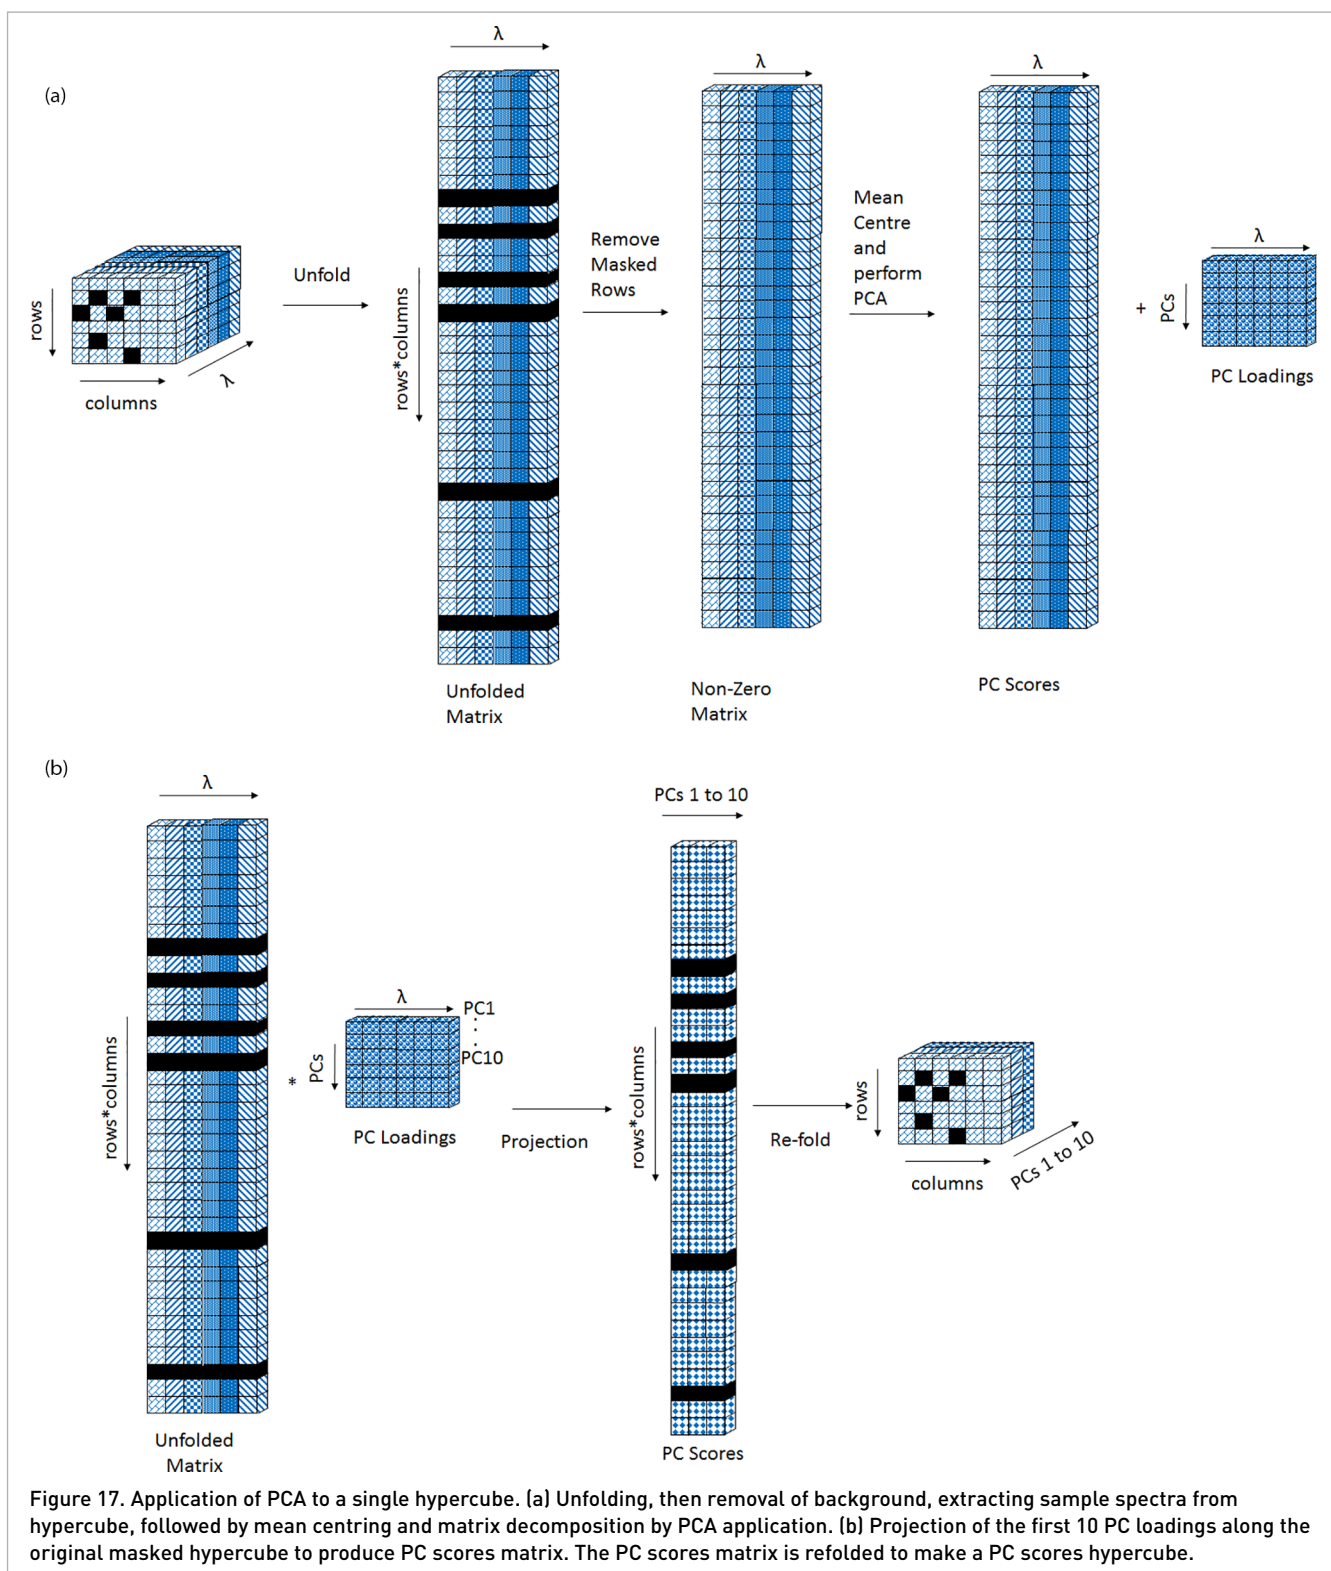 (a)
λ
λ
λ
rows
columns
λ
Unfold
rows*columns
Unfolded
Matrix
Remove
Masked
Rows
Non-Zero
Matrix
Mean
Centre
and
perform
PCA
PC Scores
+
λ
PCs
PC Loadings
(b)
λ
rows*columns
Unfolded
Matrix
*
λ
PCs
PC1
:
PC10
PC Loadings
Projection
PCs 1 to 10
rows*columns
PC Scores
Re-fold
rows
columns
PCs 1 to 10
Figure 17. Application of PCA to a single hypercube. (a) Unfolding, then removal of background, extracting sample spectra from
hypercube, followed by mean centring and matrix decomposition by PCA application. (b) Projection of the first 10 PC loadings along the
original masked hypercube to produce PC scores matrix. The PC scores matrix is refolded to make a PC scores hypercube.